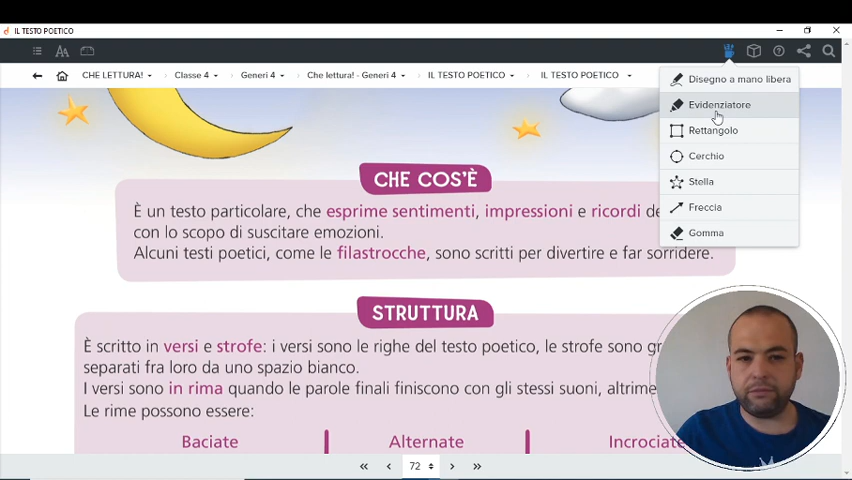 IL TESTO POETICO
CHE LETTURA!
Classe 4
Generi 4
Che lettura! - Generi 4
IL TESTO POETICO
IL TESTO POETICO
Disegno a mano libera
Evidenziatore
Rettangolo
Cerchio
Stella
Freccia
Gomma
CHE COS'È
È un testo particolare, che esprime sentimenti, impressioni e ricordi
con lo scopo di suscitare emozioni.
Alcuni testi poetici, come le filastrocche, sono scritti per divertire e far sorridere.
STRUTTURA
È scritto in versi e strofe: i versi sono le righe del testo poetico, le strofe sono
separati fra loro da uno spazio bianco.
I versi sono in rima quando le parole finali finiscono con gli stessi suoni,
Le rime possono essere:
Baciate
Alternate
Incrociate
72